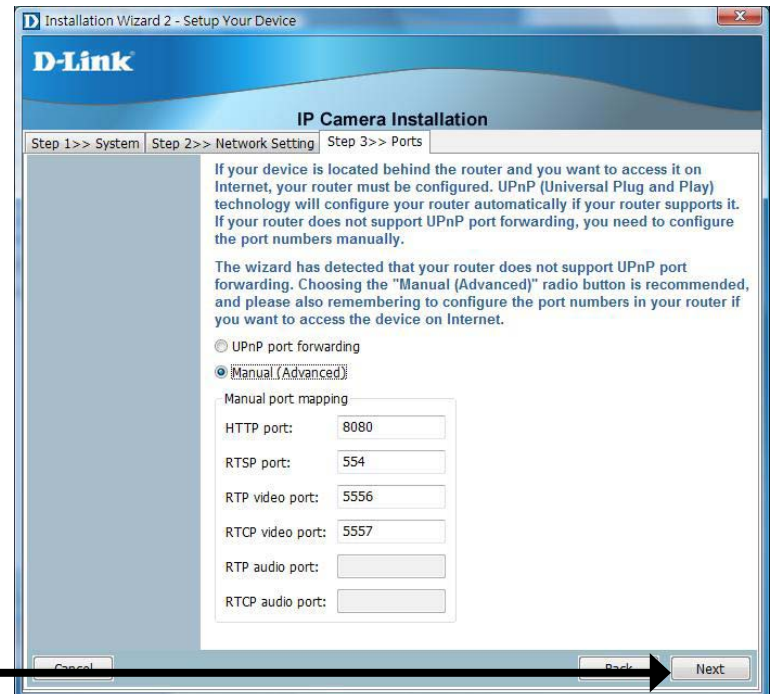 Installation Wizard 2 - Setup Your Device
D-Link
IP Camera Installation
Step 1>> System
Step 2>> Network Setting
Step 3>> Ports
If your device is located behind the router and you want to access it on
Internet, your router must be configured. UPnP (Universal Plug and Play)
technology will configure your router automatically if your router supports it.
If your router does not support UPnP port forwarding, you need to configure
the port numbers manually.
The wizard has detected that your router does not support UPnP port
forwarding. Choosing the "Manual (Advanced)" radio button is recommended,
and please also remembering to configure the port numbers in your router if
you want to access the device on Internet.
UPnP port forwarding
Manual (Advanced)
Manual port mapping
HTTP port: 8080
RTSP port: 554
RTP video port: 5556
RTCP video port: 5557
RTP audio port:
RTCP audio port:
Cancel
Back
Next